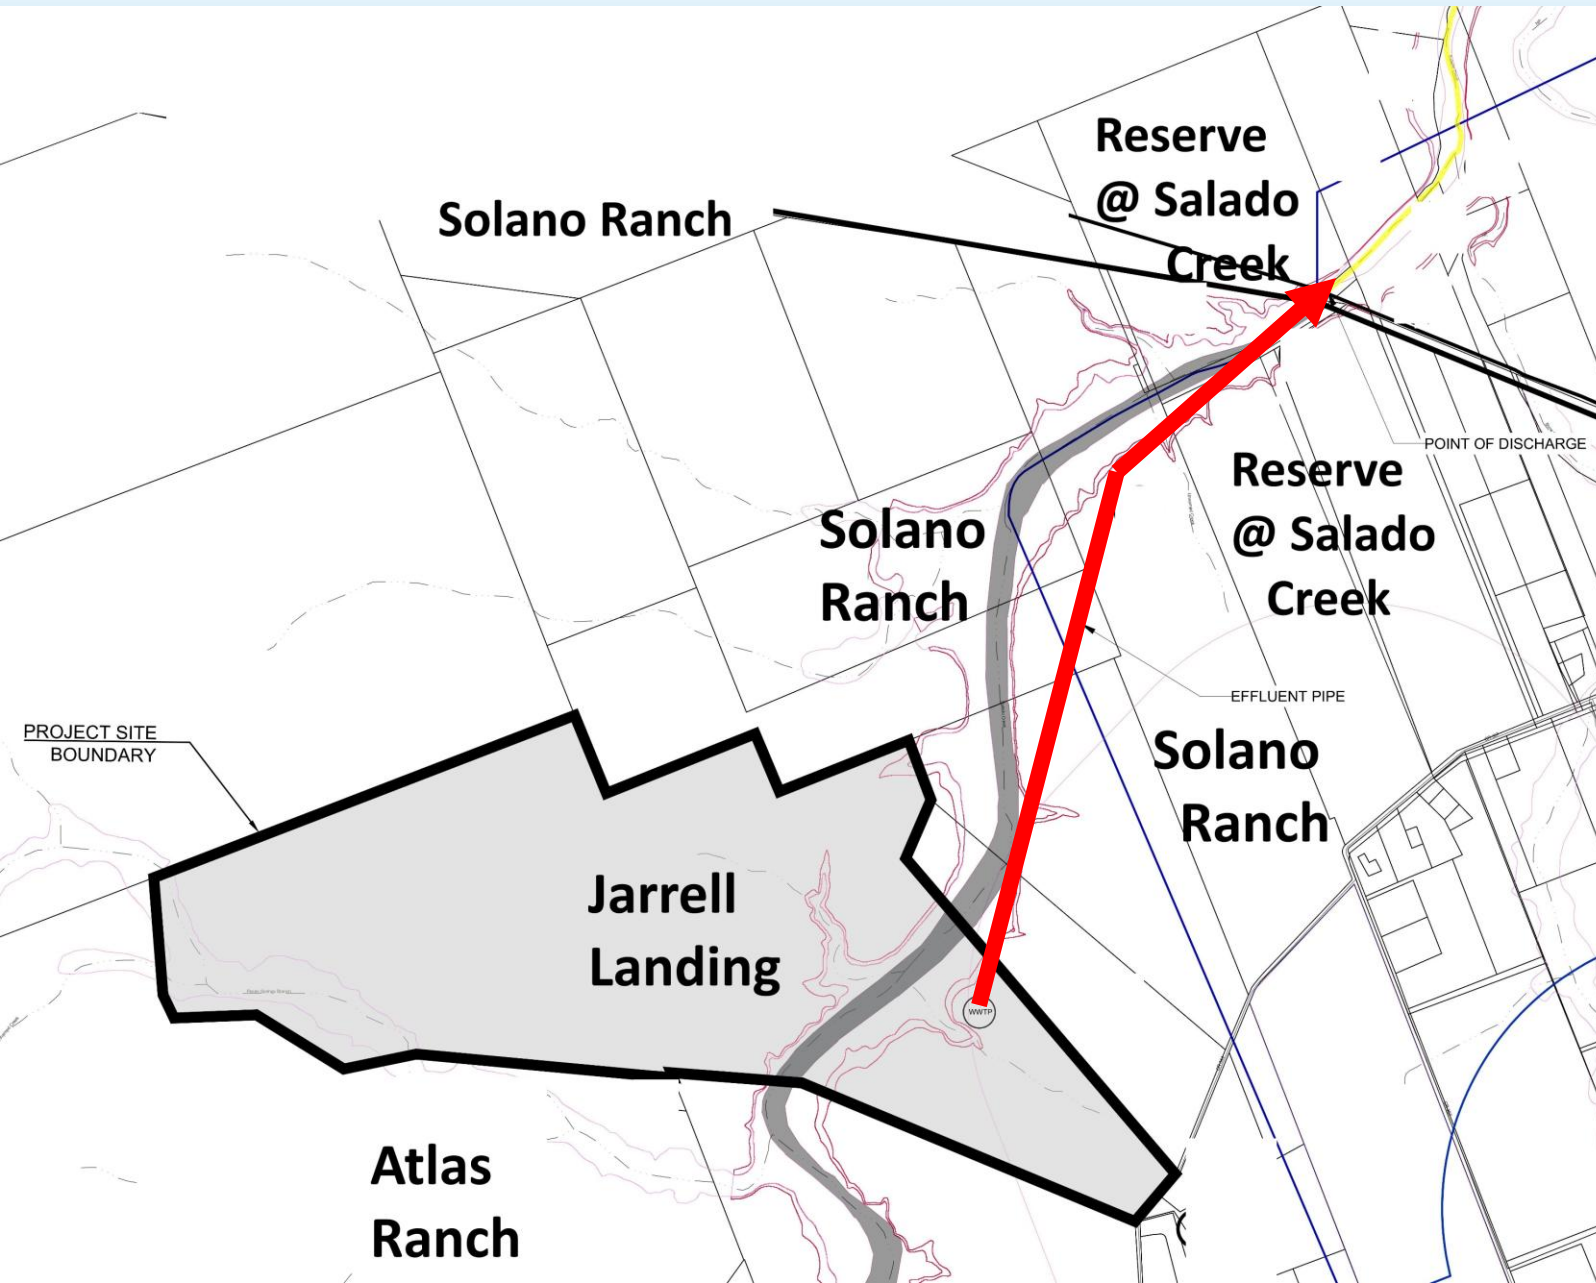 Reserve
@ Salado
Creek
Solano Ranch
POINT OF DISCHARGE
Reserve
@ Salado
Creek
Solano
Ranch
EFFLUENT PIPE
Solano
Ranch
PROJECT SITE
BOUNDARY
Jarrell
Landing
WWTP
Atlas
Ranch